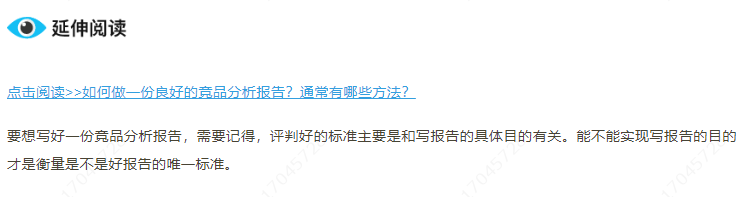 延伸阅读
点击阅读>>如何做一份良好的竞品分析报告？通常有哪些方法？
要想写好一份竞品分析报告，需要记得，评判好的标准主要是和写报告的具体目的有关。能不能实现写报告的目的
才是衡量是不是好报告的唯一标准。